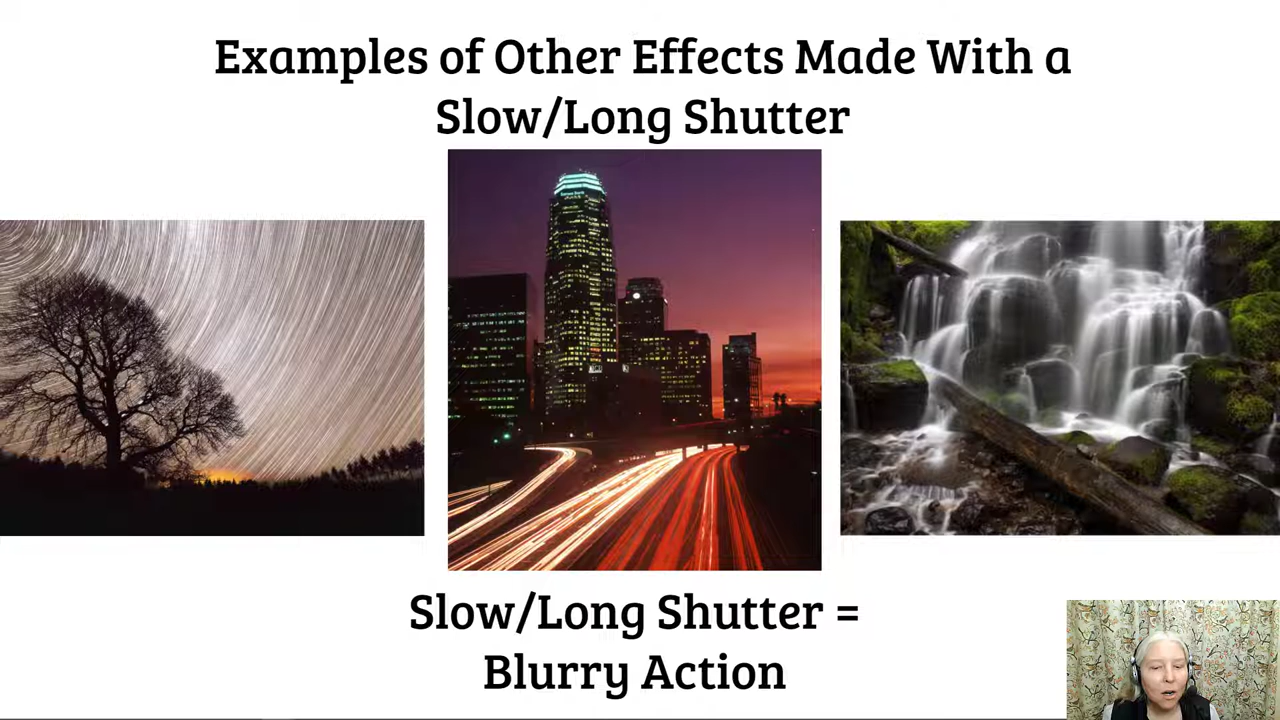 Examples of Other Effects Made With a
Slow/Long Shutter
Slow/Long Shutter =
Blurry Action